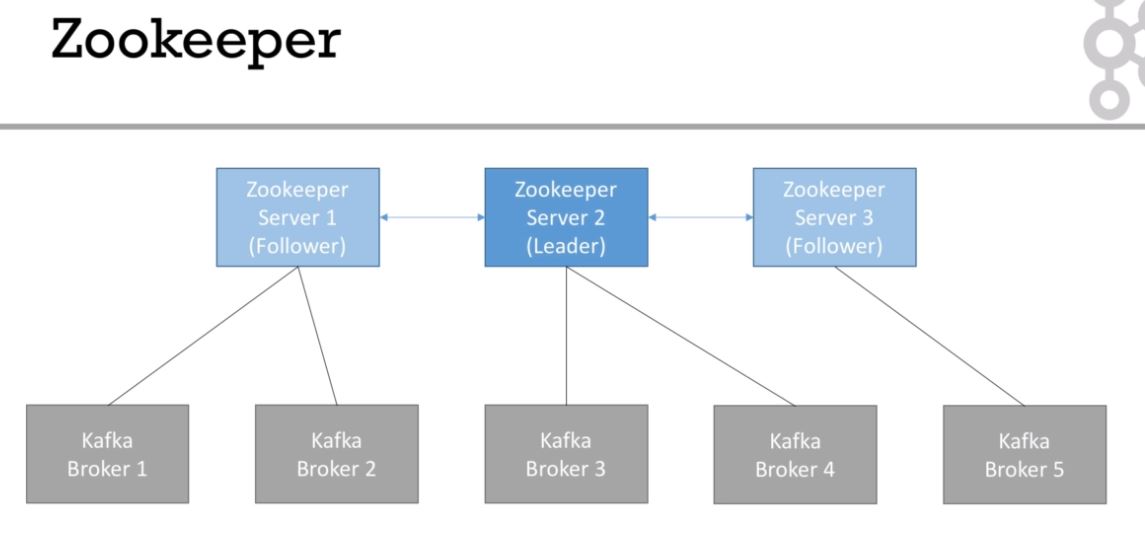 Zookeeper
Zookeeper
Server 1
(Follower)
Zookeeper
Server 2
(Leader)
Zookeeper
Server 3
(Follower)
Kafka
Broker 1
Kafka
Broker 2
Kafka
Broker 3
Kafka
Broker 4
Kafka
Broker 5